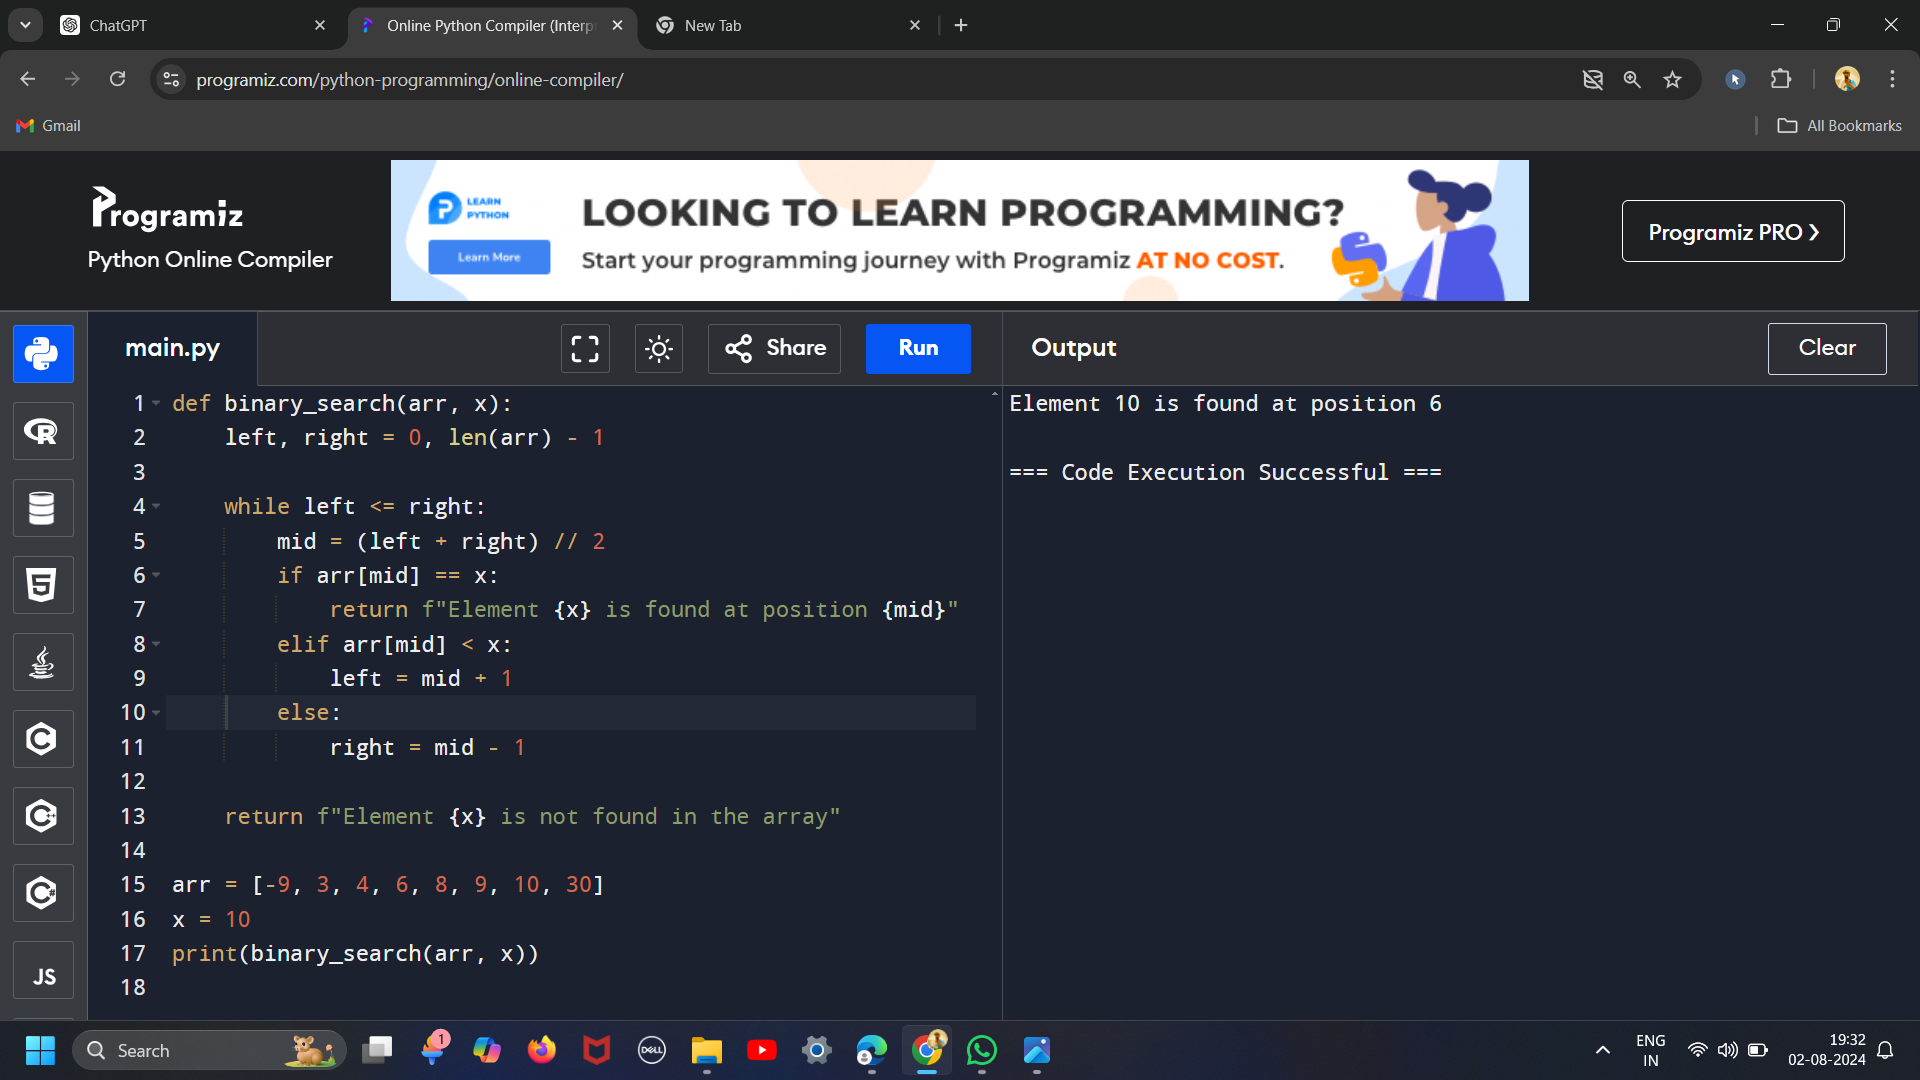 ChatGPT
Online Python Compiler (Interp
New Tab
programiz.com/python-programming/online-compiler/
Gmail
All Bookmarks
Programiz
Python Online Compiler
LEARN
PYTHON
Learn More
LOOKING TO LEARN PROGRAMMING?
Start your programming journey with Programiz AT NO COST.
Programiz PRO ❯
main.py
Share
Run
Output
Clear
1 def binary_search(arr, x):
2     left, right = 0, len(arr) - 1
3
4     while left <= right:
5         mid = (left + right) // 2
6         if arr[mid] == x:
7             return f"Element {x} is found at position {mid}"
8         elif arr[mid] < x:
9             left = mid + 1
10         else:
11             right = mid - 1
12
13     return f"Element {x} is not found in the array"
14
15 arr = [-9, 3, 4, 6, 8, 9, 10, 30]
16 x = 10
17 print(binary_search(arr, x))
18
Element 10 is found at position 6
=== Code Execution Successful ===
R
5
C
C++
C#
JS
Search
1
DELL
ENG
IN
19:32
02-08-2024